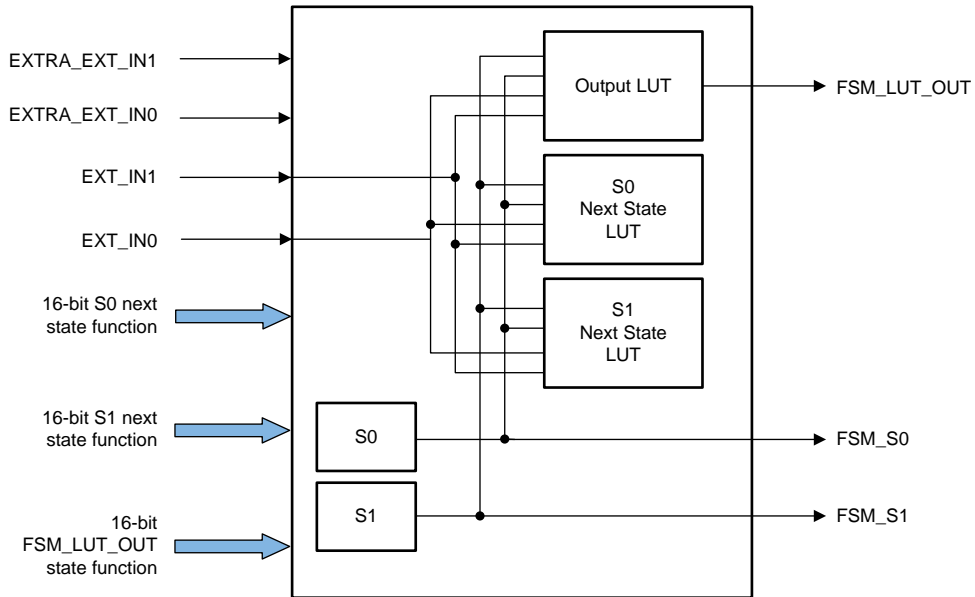 EXTRA_EXT_IN1
EXTRA_EXT_IN0
EXT_IN1
EXT_IN0
16-bit S0 next
state function
16-bit S1 next
state function
16-bit
FSM_LUT_OUT
state function
Output LUT
S0
Next State
LUT
S1
Next State
LUT
S0
S1
FSM_LUT_OUT
FSM_S0
FSM_S1